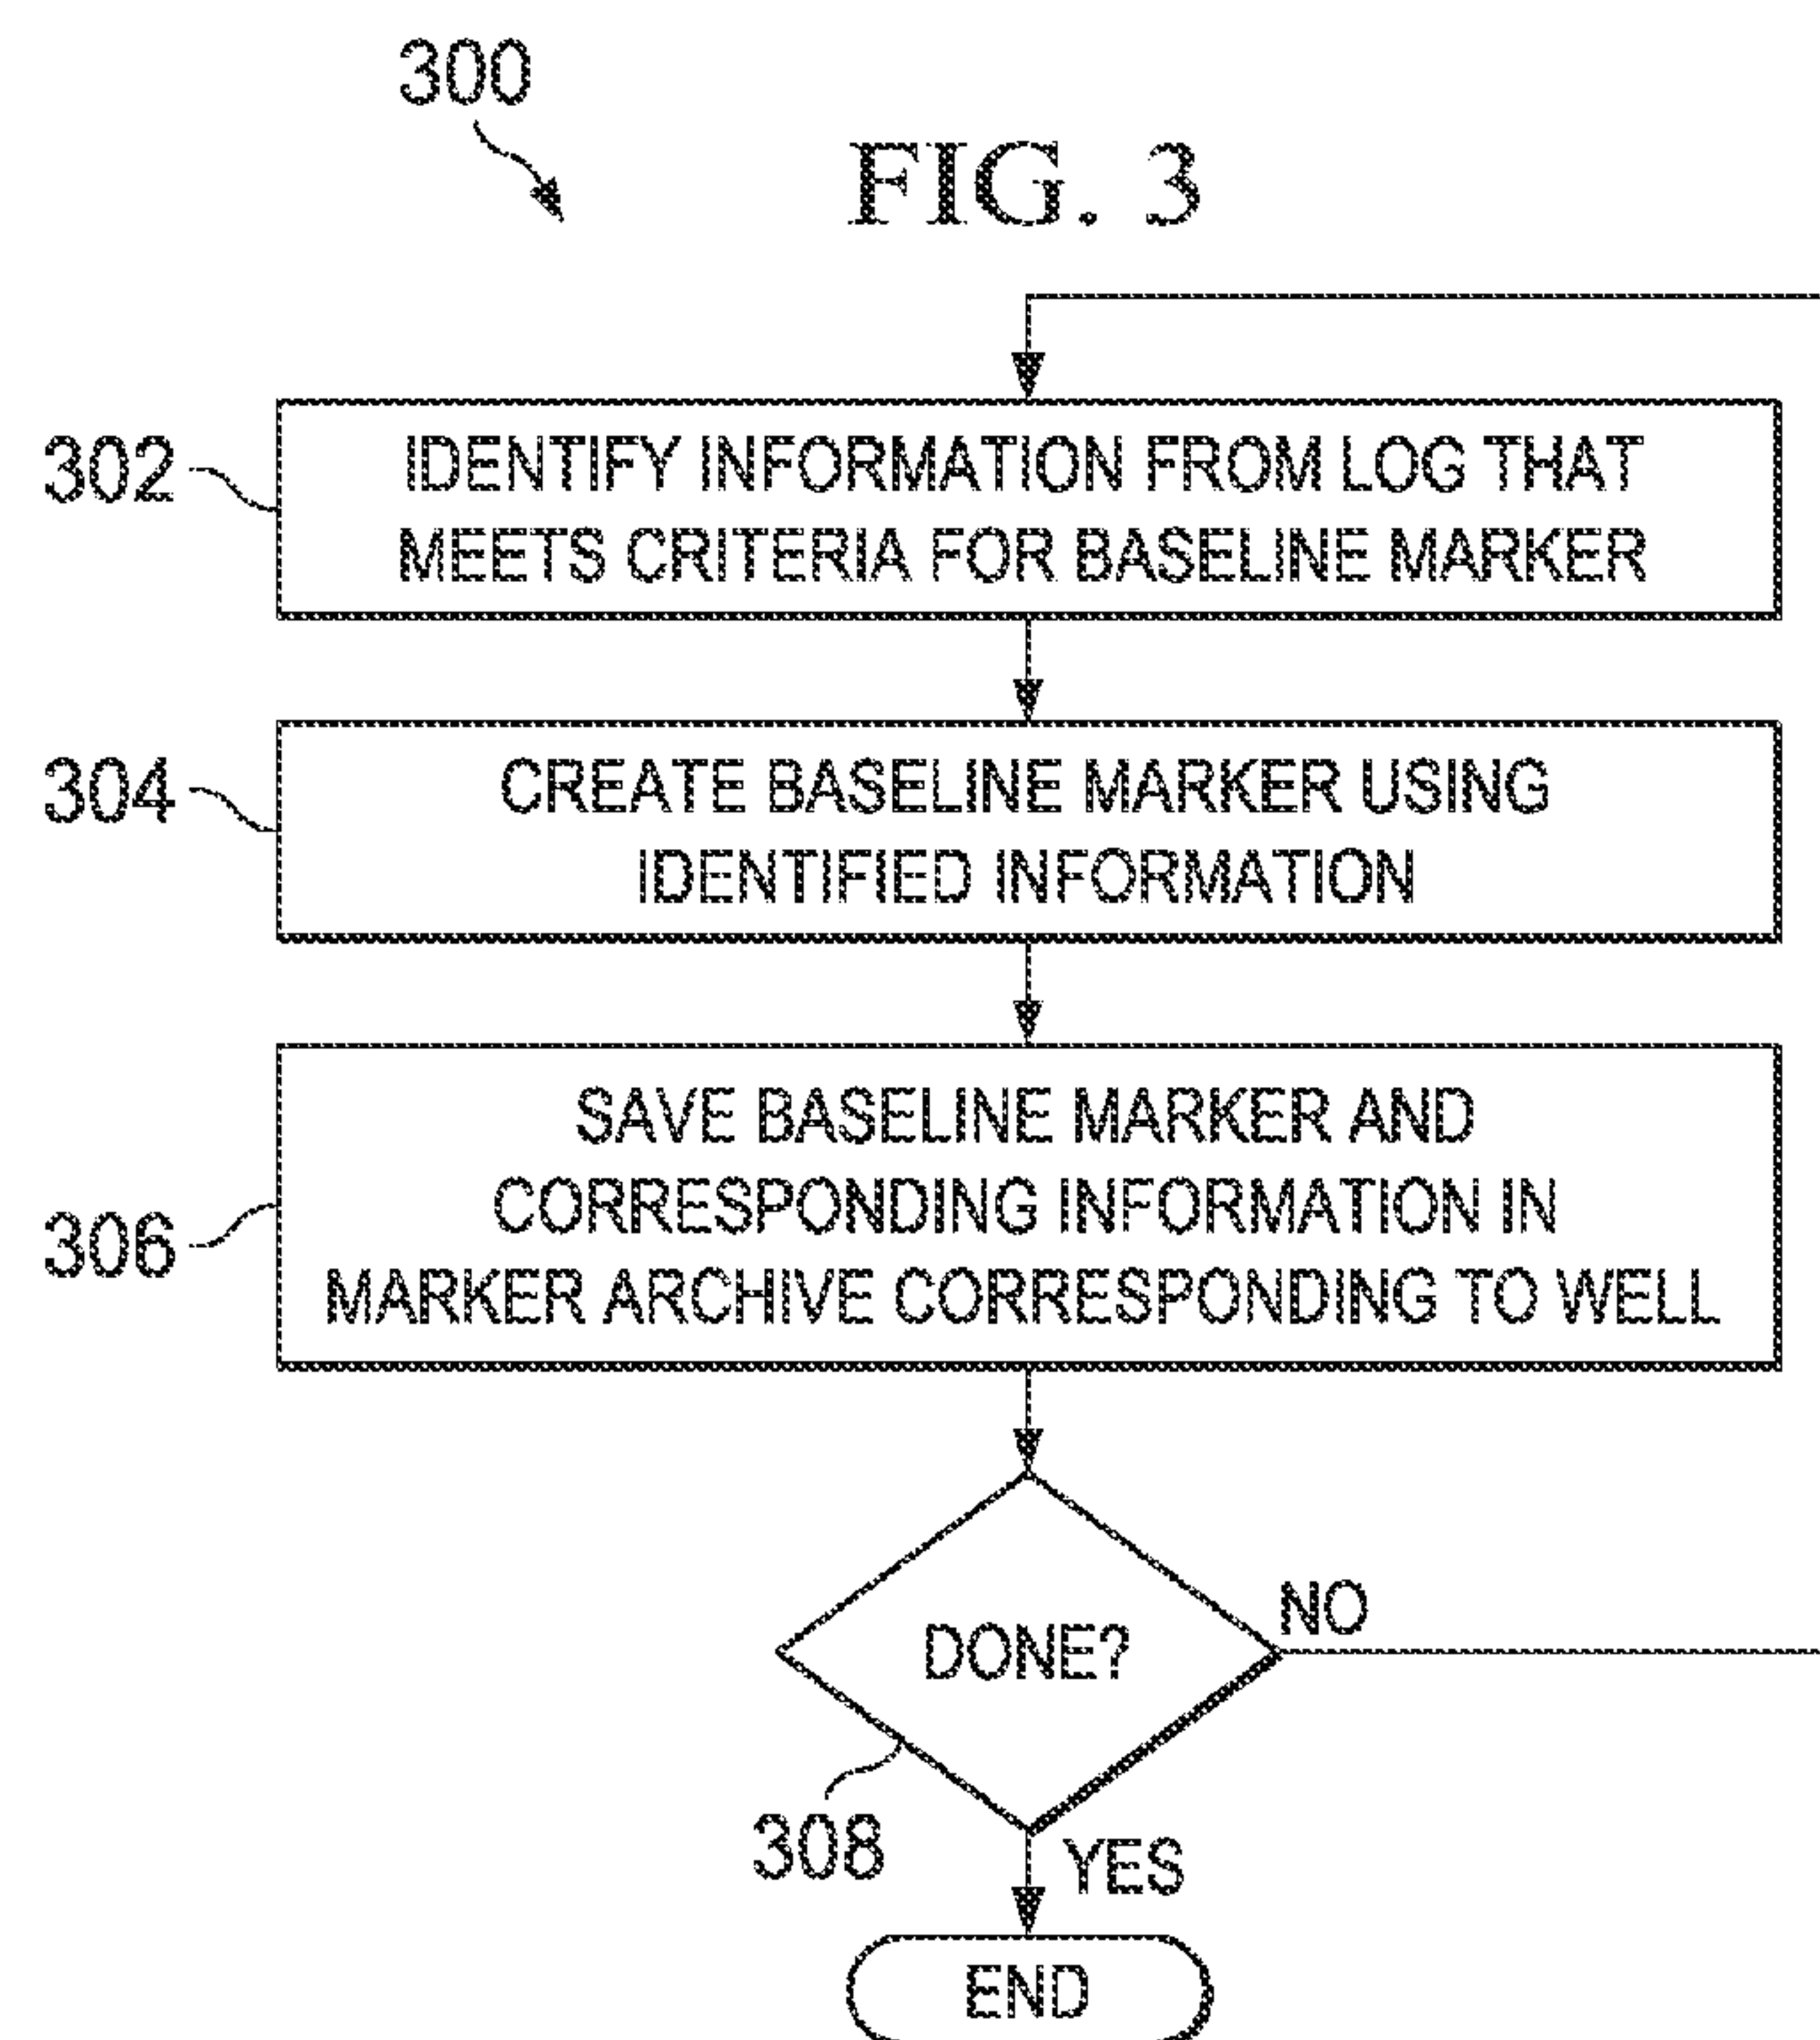 300
FIG. 3
302
IDENTIFY INFORMATION FROM LOG THAT
MEETS CRITERIA FOR BASELINE MARKER
304
CREATE BASELINE MARKER USING
IDENTIFIED INFORMATION
306
SAVE BASELINE MARKER AND
CORRESPONDING INFORMATION IN
MARKER ARCHIVE CORRESPONDING TO WELL
DONE?
NO
308
YES
END